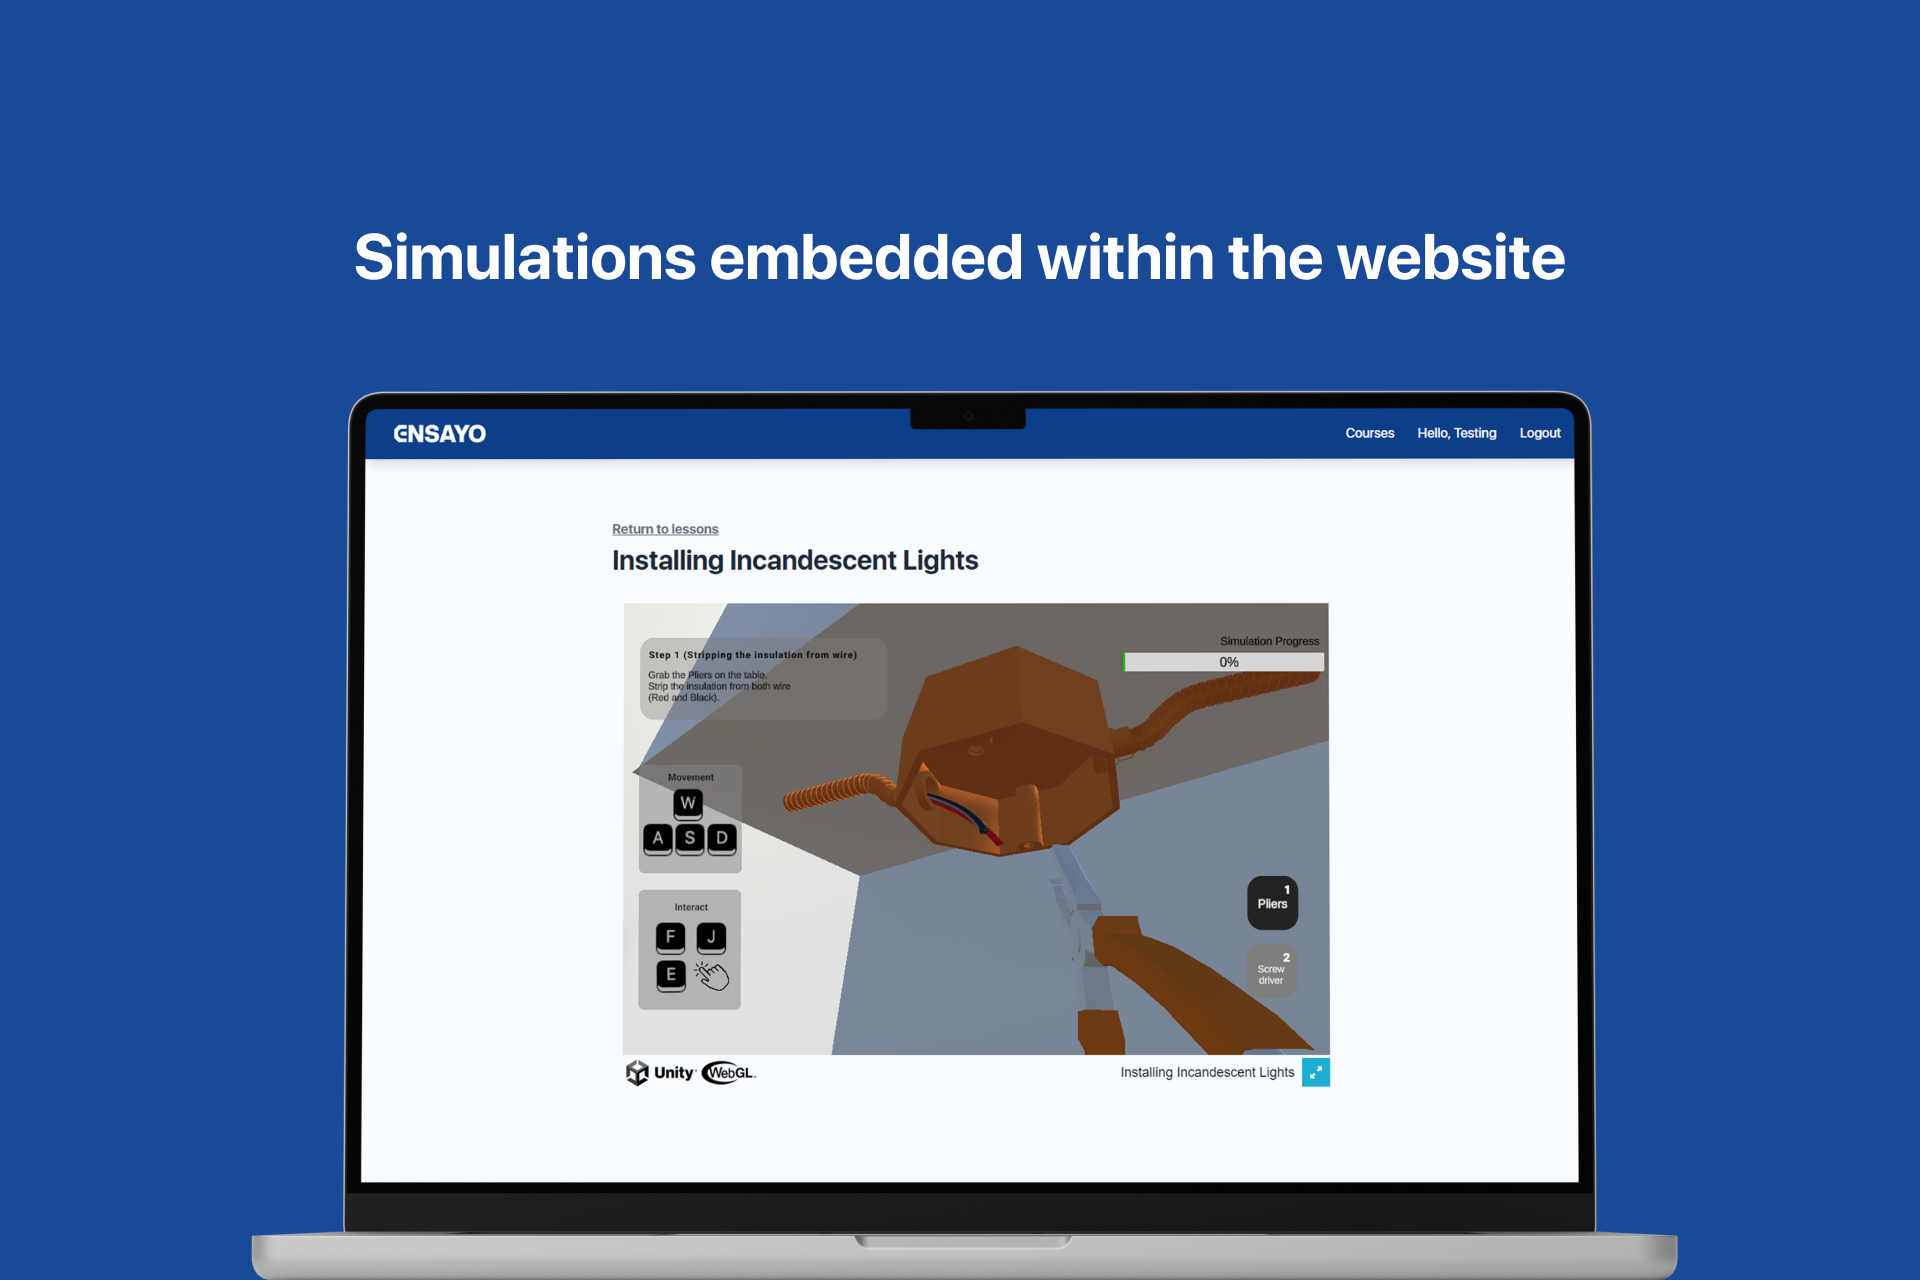 Simulations embedded within the website
ENSAYO
Courses
Hello, Testing
Logout
Return to lessons
Installing Incandescent Lights
Step 1 (Stripping the insulation from wire)
Grab the Pliers on the table.
Strip the insulation from both wire
(Red and Black).
Simulation Progress
0%
Movement
W
A S D
Interact
F J
E
1
Pliers
2
Screw
driver
Unity WebGL
Installing Incandescent Lights